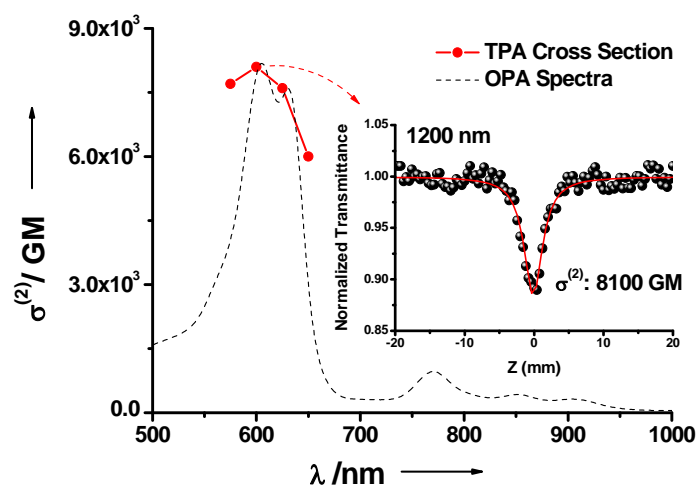 9.0x10³
6.0x10³
3.0x10³
0.0
σ⁽²⁾/ GM
500
600
700
800
900
1000
λ /nm
TPA Cross Section
OPA Spectra
1200 nm
σ⁽²⁾: 8100 GM
Normalized Transmittance
1.05
1.00
0.95
0.90
0.85
-20
-10
0
10
20
Z (mm)